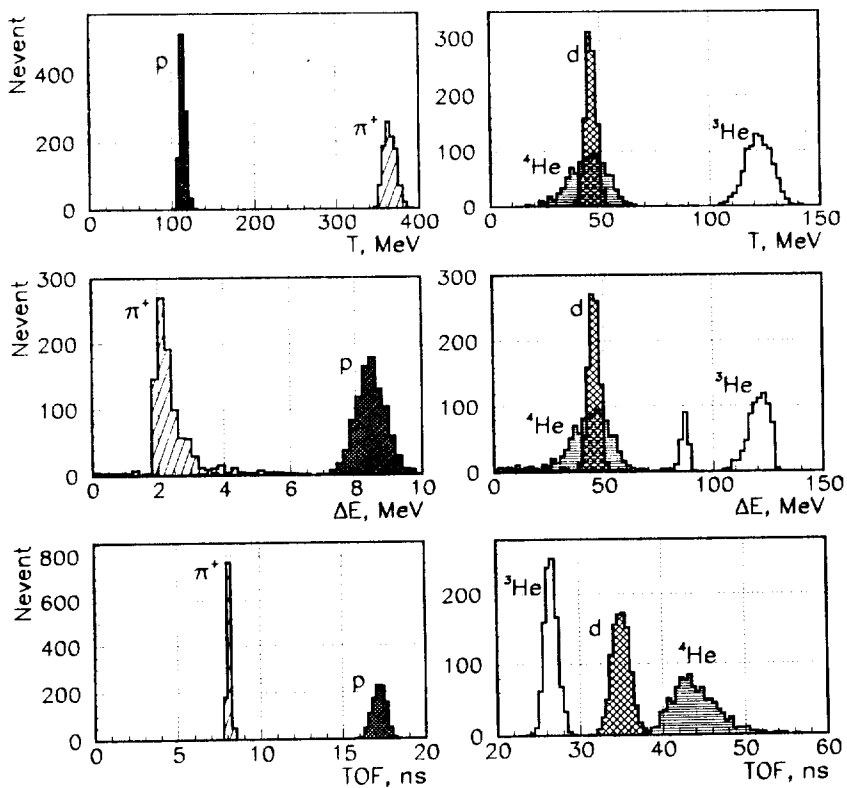 Nevent
400
200
0
p
π⁺
0 100 200 300 400
T, MeV
300
200
100
0
d
⁴He
³He
0 50 100 150
T, MeV
Nevent
300
200
100
0
π⁺
p
0 2 4 6 8 10
ΔE, MeV
300
200
100
0
d
⁴He
³He
0 50 100 150
ΔE, MeV
Nevent
800
600
400
200
0
π⁺
p
0 5 10 15 20
TOF, ns
200
100
0
³He
d
⁴He
20 30 40 50 60
TOF, ns